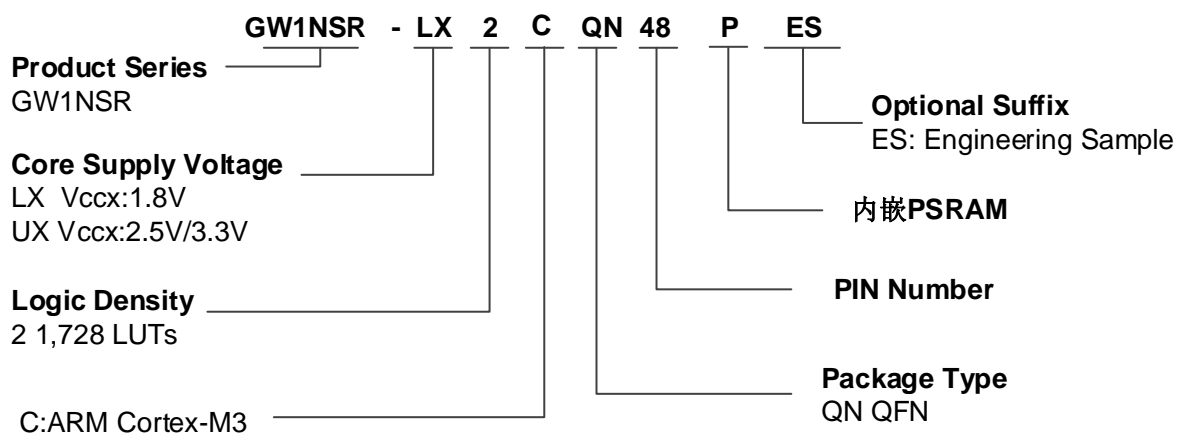 GW1NSR - LX 2 C QN 48 P ES
Product Series
GW1NSR
Core Supply Voltage
LX Vccx:1.8V
UX Vccx:2.5V/3.3V
Logic Density
2 1,728 LUTs
C:ARM Cortex-M3
Optional Suffix
ES: Engineering Sample
内嵌PSRAM
PIN Number
Package Type
QN QFN